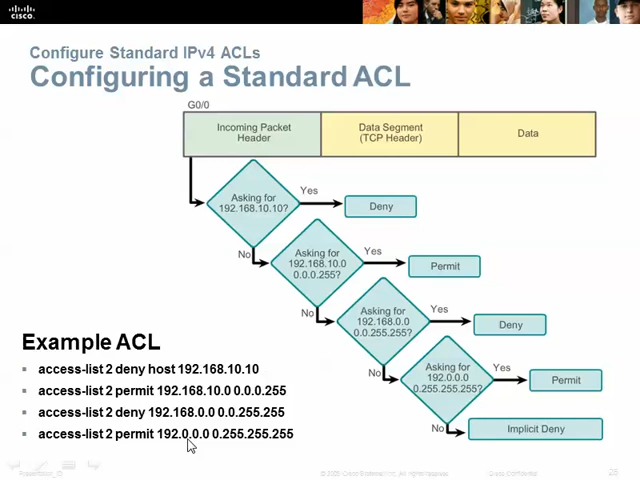 CISCO
Configure Standard IPv4 ACLs
Configuring a Standard ACL
G0/0
Incoming Packet
Header
Data Segment
(TCP Header)
Data
Asking for
192.168.10.10?
Yes
Deny
No
Asking for
192.168.10.0
0.0.0.255?
Yes
Permit
No
Asking for
192.168.0.0
0.0.255.255?
Yes
Deny
No
Asking for
192.0.0.0
0.255.255.255?
Yes
Permit
No
Implicit Deny
Example ACL
access-list 2 deny host 192.168.10.10
access-list 2 permit 192.168.10.0 0.0.0.255
access-list 2 deny 192.168.0.0 0.0.255.255
access-list 2 permit 192.0.0.0 0.255.255.255
Presentation_ID
Cisco Confidential